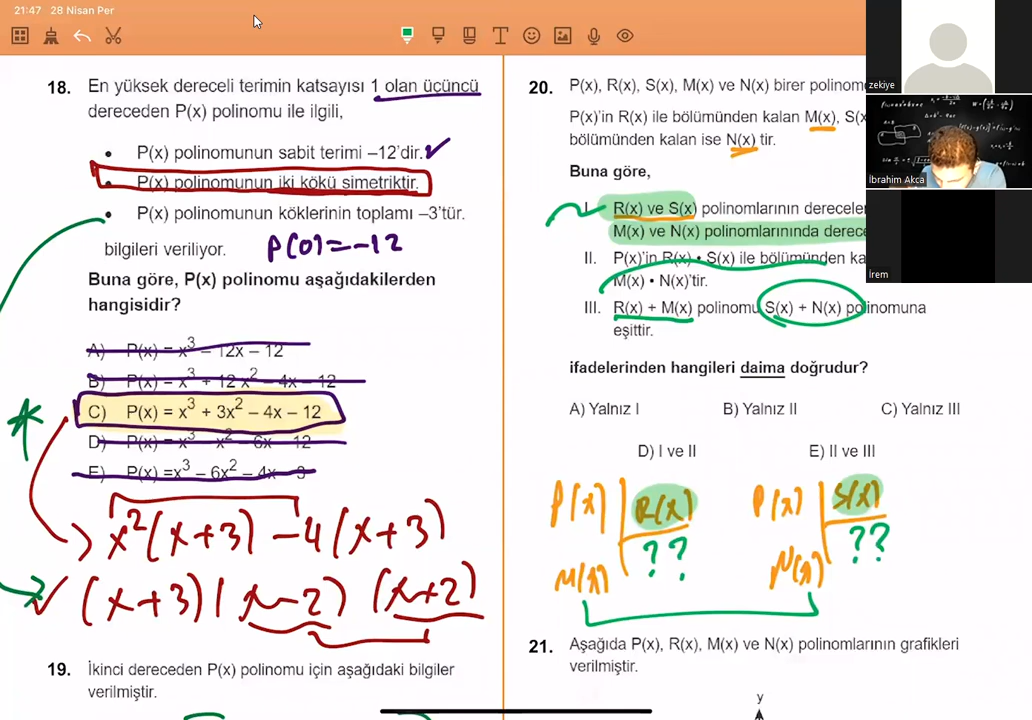 21:47 28 Nisan Per
18. En yüksek dereceli terimin katsayısı 1 olan üçüncü
dereceden P(x) polinomu ile ilgili,
• P(x) polinomunun sabit terimi –12'dir.
• P(x) polinomunun iki kökü simetriktir.
• P(x) polinomunun köklerinin toplamı –3'tür.
bilgileri veriliyor.
P(0) = -12
Buna göre, P(x) polinomu aşağıdakilerden
hangisidir?
A) P(x) = x³ – 12x – 12
B) P(x) = x³ + 12x² – 4x – 12
C) P(x) = x³ + 3x² – 4x – 12
D) P(x) = x³ x² – 6x – 12
E) P(x) =x³ – 6x² – 4x – 3
x²(x+3) -4(x+3)
(x+3)(x-2)(x+2)
19. İkinci dereceden P(x) polinomu için aşağıdaki bilgiler
verilmiştir.
20. P(x), R(x), S(x), M(x) ve N(x) birer polinom
P(x)'in R(x) ile bölümünden kalan M(x), S(x
bölümünden kalan ise N(x) tir.
Buna göre,
I. R(x) ve S(x) polinomlarının dereceler
M(x) ve N(x) polinomlarınında derece
II. P(x)'in R(x) • S(x) ile bölümünden ka
M(x) • N(x)'tir.
III. R(x) + M(x) polinomu S(x) + N(x) polinomuna
eşittir.
ifadelerinden hangileri daima doğrudur?
A) Yalnız I B) Yalnız II C) Yalnız III
D) I ve II E) II ve III
P(x) R(x) P(x) S(x)
?? ??
M(x) N(x)
21. Aşağıda P(x), R(x), M(x) ve N(x) polinomlarının grafikleri
verilmiştir.
y
zekiye
İbrahim Akca
İrem